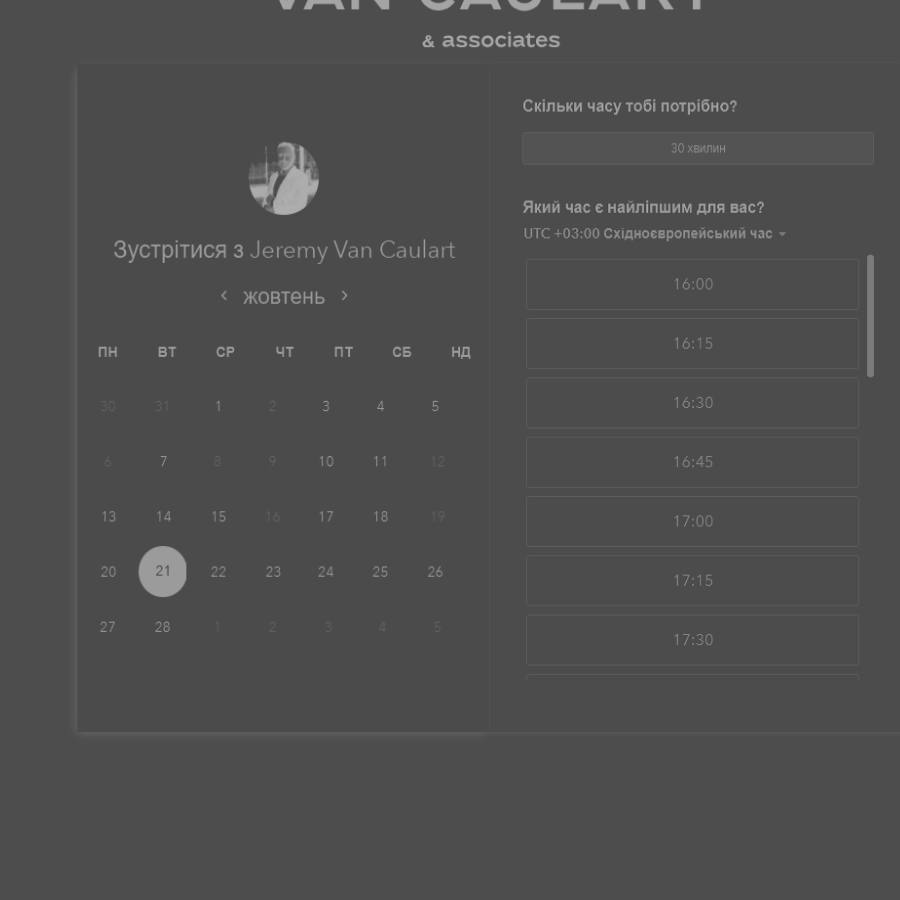 VAN CAULART
& associates
Зустрітися з Jeremy Van Caulart
жовтень
ПН ВТ СР ЧТ ПТ СБ НД
30 31 1 2 3 4 5
6 7 8 9 10 11 12
13 14 15 16 17 18 19
20 21 22 23 24 25 26
27 28 1 2 3 4 5
Скільки часу тобі потрібно?
30 хвилин
Який час є найліпшим для вас?
UTC +03:00 Східноєвропейський час
16:00
16:15
16:30
16:45
17:00
17:15
17:30